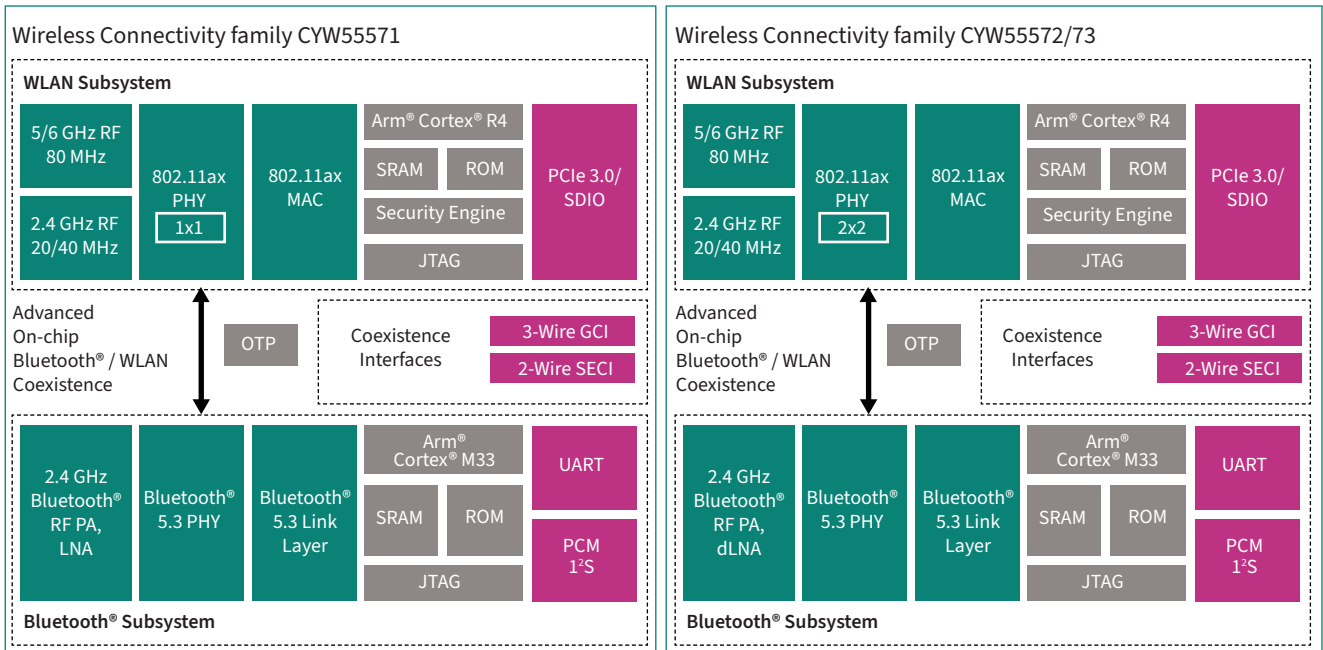 Wireless Connectivity family CYW55571
WLAN Subsystem
5/6 GHz RF
80 MHz
2.4 GHz RF
20/40 MHz
802.11ax
PHY
1x1
802.11ax
MAC
Arm® Cortex® R4
SRAM
ROM
Security Engine
JTAG
PCIe 3.0/
SDIO
Advanced
On-chip
Bluetooth® / WLAN
Coexistence
OTP
Coexistence
Interfaces
3-Wire GCI
2-Wire SECI
2.4 GHz
Bluetooth®
RF PA,
LNA
Bluetooth®
5.3 PHY
Bluetooth®
5.3 Link
Layer
Arm®
Cortex® M33
SRAM
ROM
JTAG
UART
PCM
1²S
Bluetooth® Subsystem
Wireless Connectivity family CYW55572/73
WLAN Subsystem
5/6 GHz RF
80 MHz
2.4 GHz RF
20/40 MHz
802.11ax
PHY
2x2
802.11ax
MAC
Arm® Cortex® R4
SRAM
ROM
Security Engine
JTAG
PCIe 3.0/
SDIO
Advanced
On-chip
Bluetooth® / WLAN
Coexistence
OTP
Coexistence
Interfaces
3-Wire GCI
2-Wire SECI
2.4 GHz
Bluetooth®
RF PA,
dLNA
Bluetooth®
5.3 PHY
Bluetooth®
5.3 Link
Layer
Arm®
Cortex® M33
SRAM
ROM
JTAG
UART
PCM
1²S
Bluetooth® Subsystem